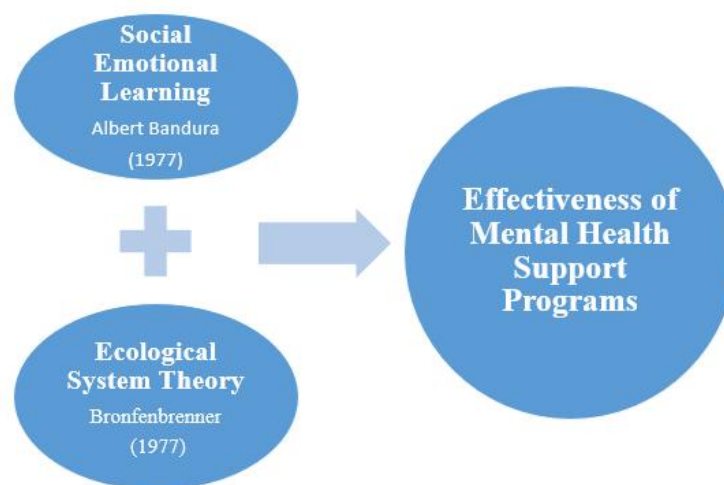 Social
Emotional
Learning
Albert Bandura
(1977)
Ecological
System Theory
Bronfenbrenner
(1977)
Effectiveness of
Mental Health
Support
Programs